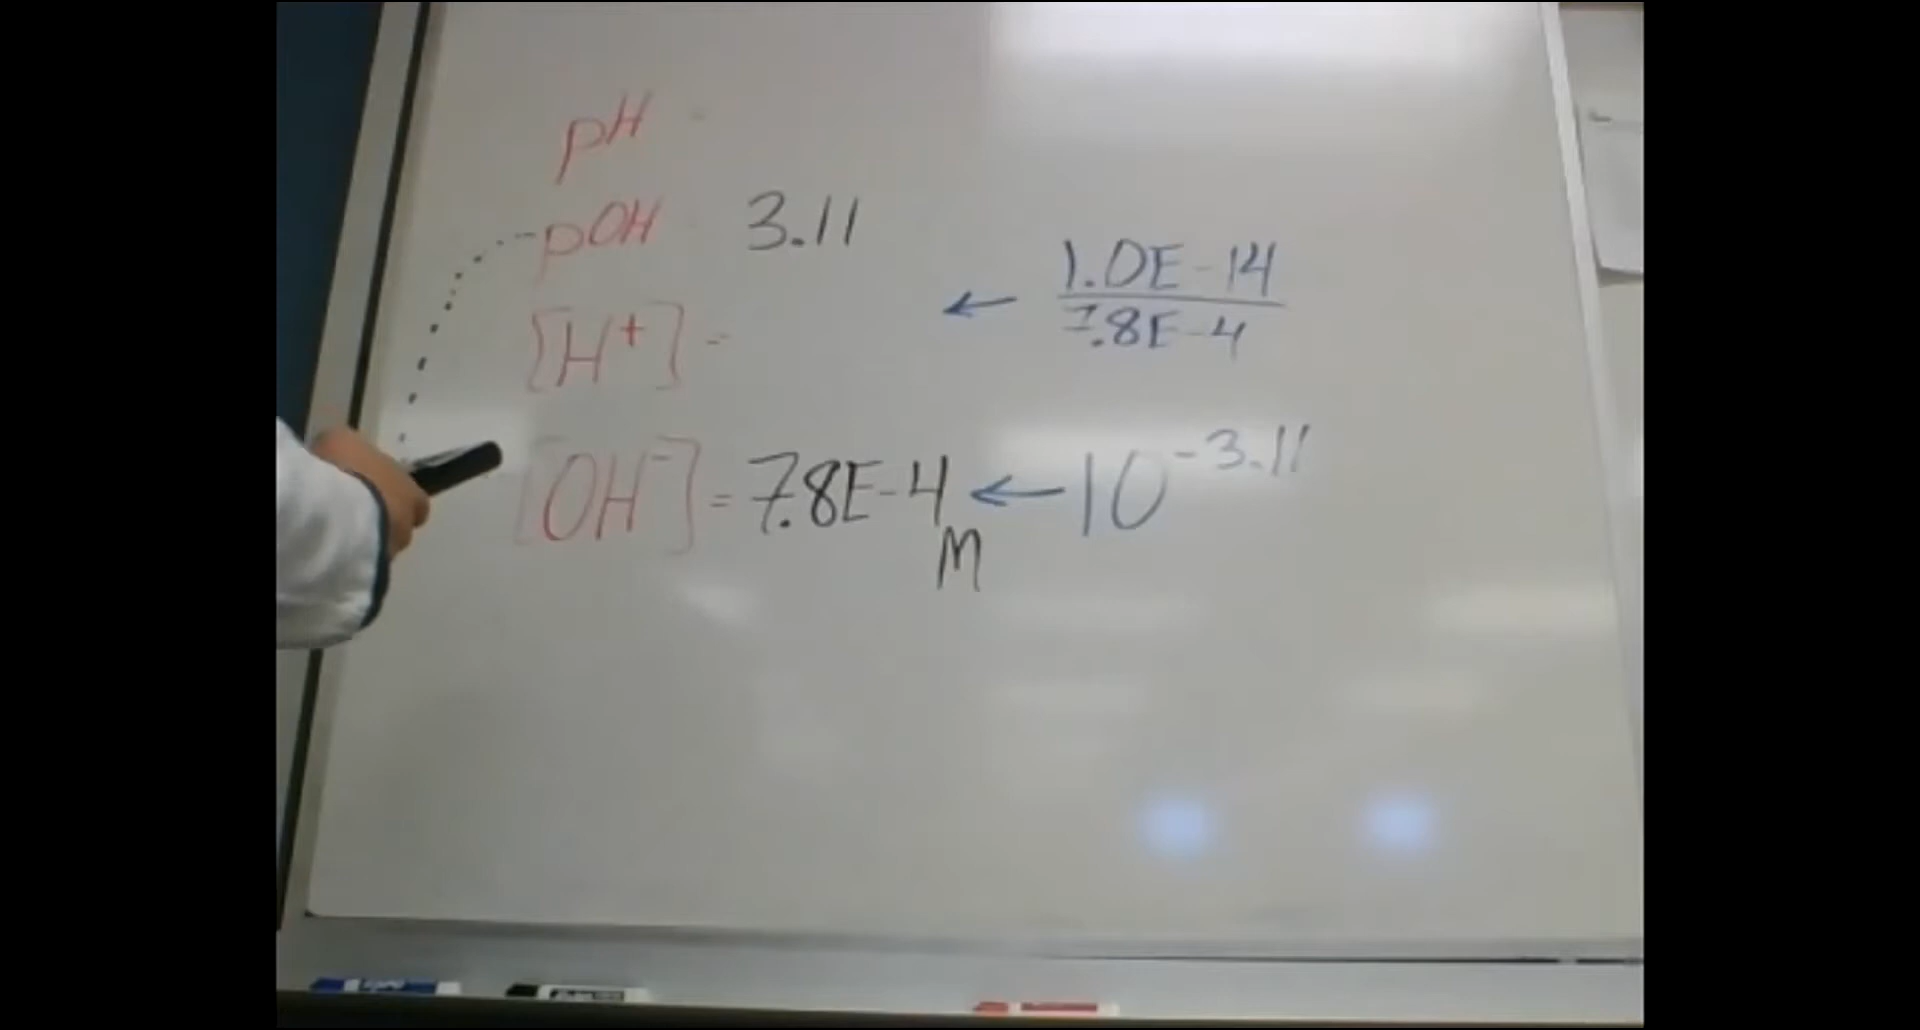 pH
pOH 3.11
[H+] = ← 1.0E-14
7.8E-4
[OH-] = 7.8E-4 M ← 10^-3.11